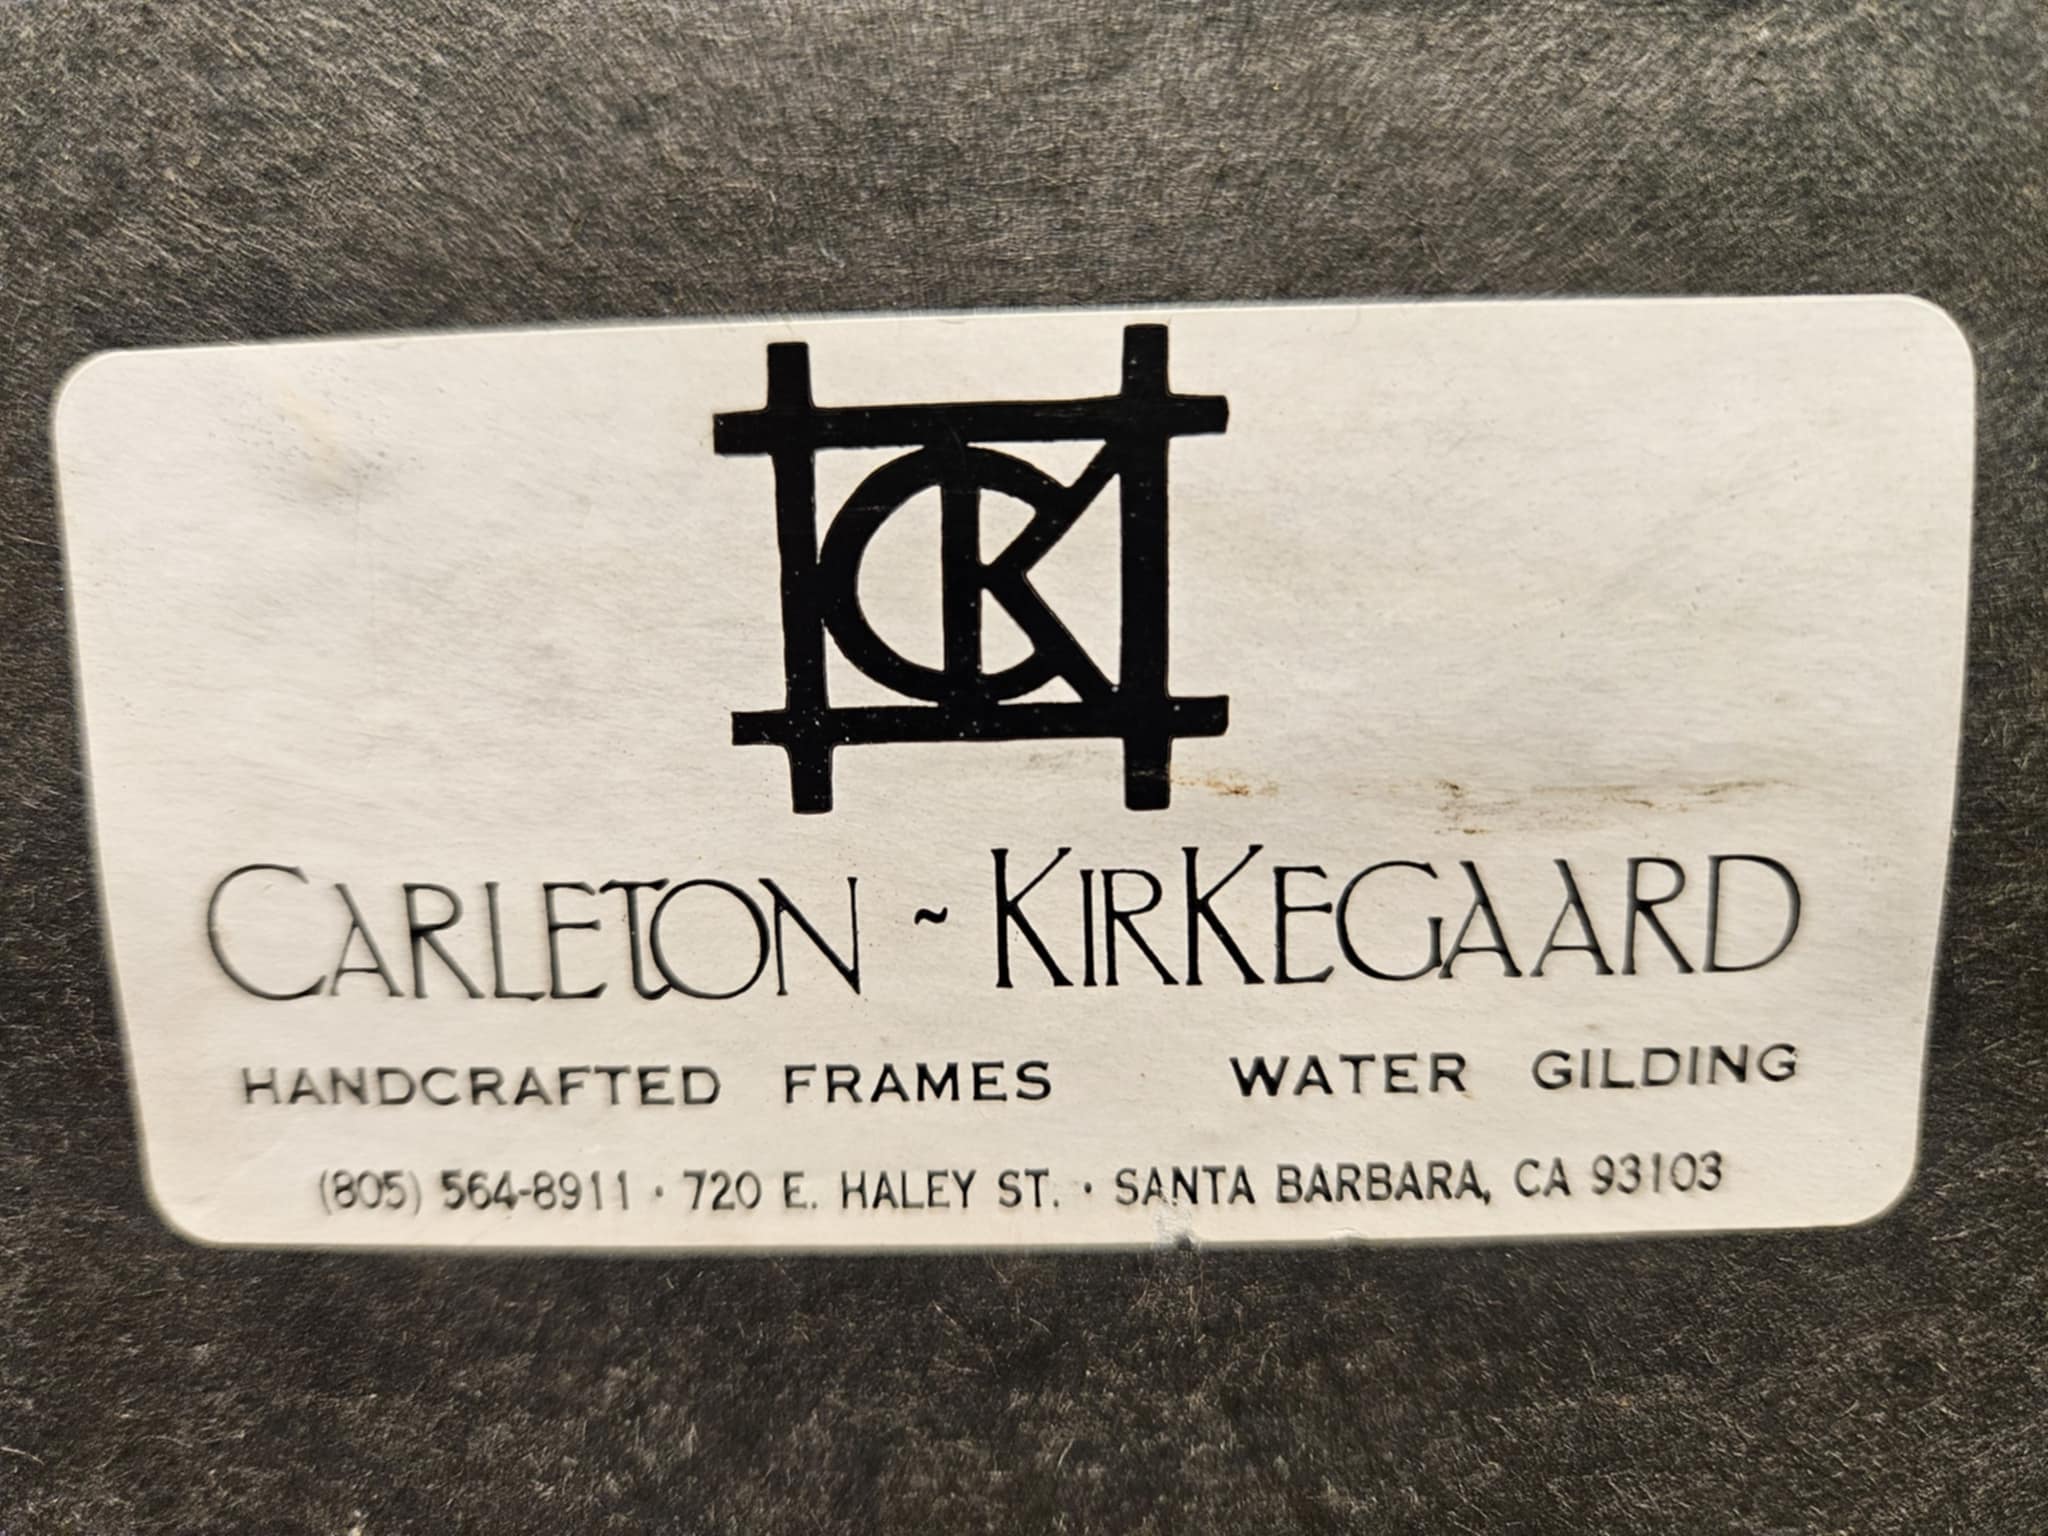 CK
CARLETON ~ KIRKEGAARD
HANDCRAFTED FRAMES WATER GILDING
(805) 564-8911 · 720 E. HALEY ST. · SANTA BARBARA, CA 93103